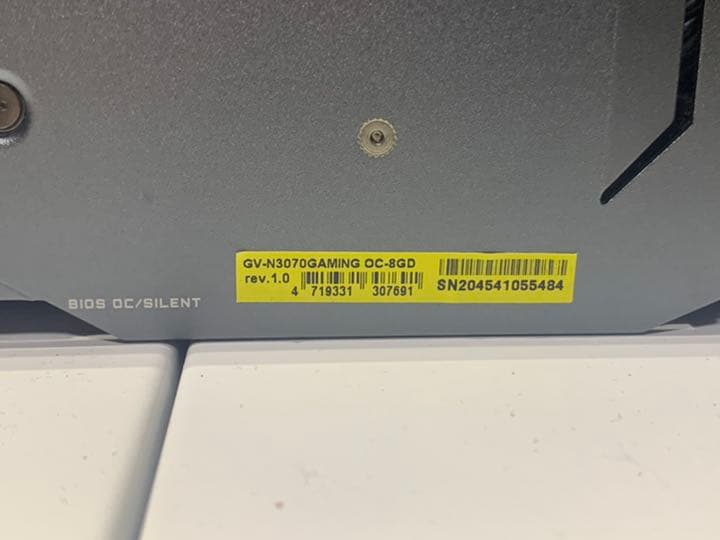 GV-N3070GAMING OC-8GD
rev.1.0
4 719331 307691
SN204541055484
BIOS OC/SILENT